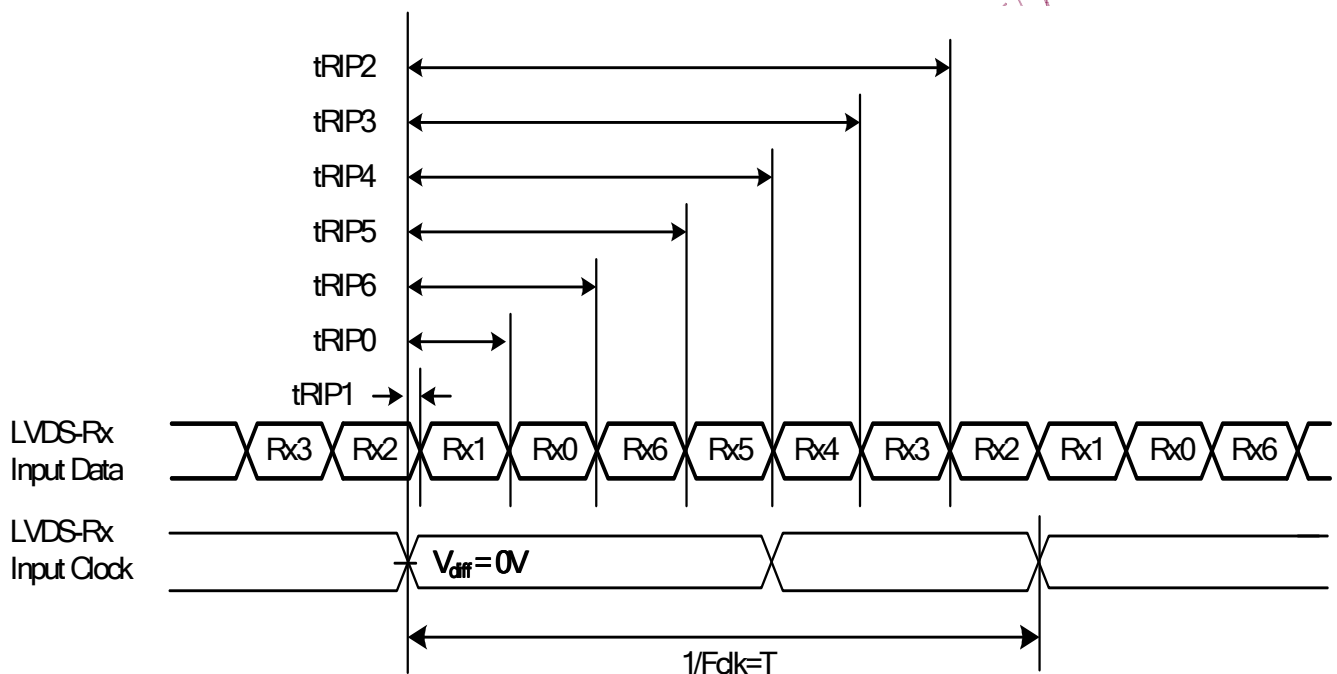 tRIP2
tRIP3
tRIP4
tRIP5
tRIP6
tRIP0
tRIP1
LVDS-Rx
Input Data
Rx3 Rx2 Rx1 Rx0 Rx6 Rx5 Rx4 Rx3 Rx2 Rx1 Rx0 Rx6
LVDS-Rx
Input Clock
Vdiff = 0V
1/Fclk=T